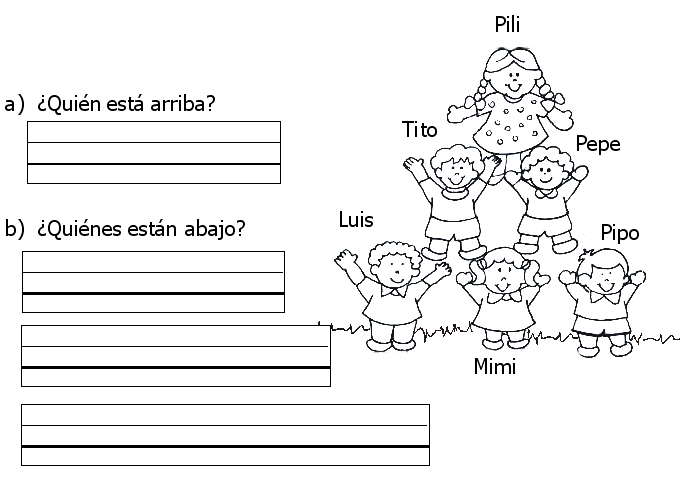 Pili
a) ¿Quién está arriba?
Tito
Pepe
b) ¿Quiénes están abajo?
Luis
Pipo
Mimi